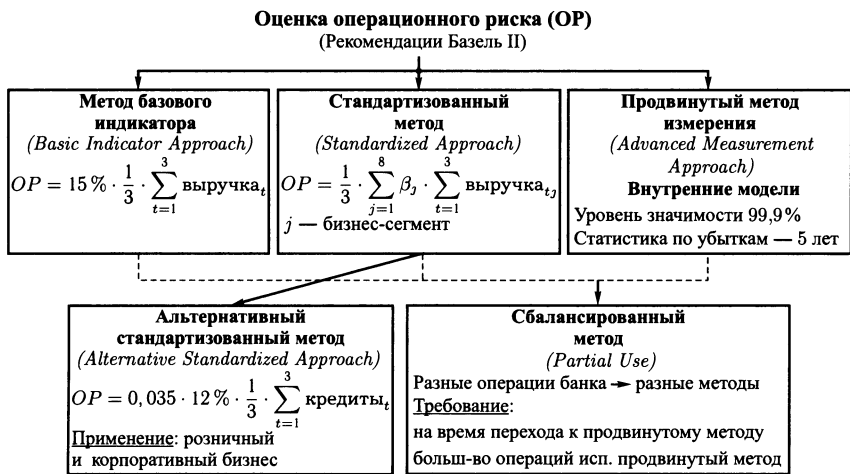 Оценка операционного риска (ОР)
(Рекомендации Базель II)
Метод базового
индикатора
(Basic Indicator Approach)
OP = 15 % · 1/3 · ∑_{t=1}^{3} выручка_t
Стандартизованный
метод
(Standardized Approach)
OP = 1/3 · ∑_{j=1}^{8} β_j · ∑_{t=1}^{3} выручка_{tj}
j — бизнес-сегмент
Продвинутый метод
измерения
(Advanced Measurement
Approach)
Внутренние модели
Уровень значимости 99,9%
Статистика по убыткам — 5 лет
Альтернативный
стандартизованный метод
(Alternative Standardized Approach)
OP = 0,035 · 12 % · 1/3 · ∑_{t=1}^{3} кредиты_t
Применение: розничный
и корпоративный бизнес
Сбалансированный
метод
(Partial Use)
Разные операции банка → разные методы
Требование:
на время перехода к продвинутому методу
больш-во операций исп. продвинутый метод